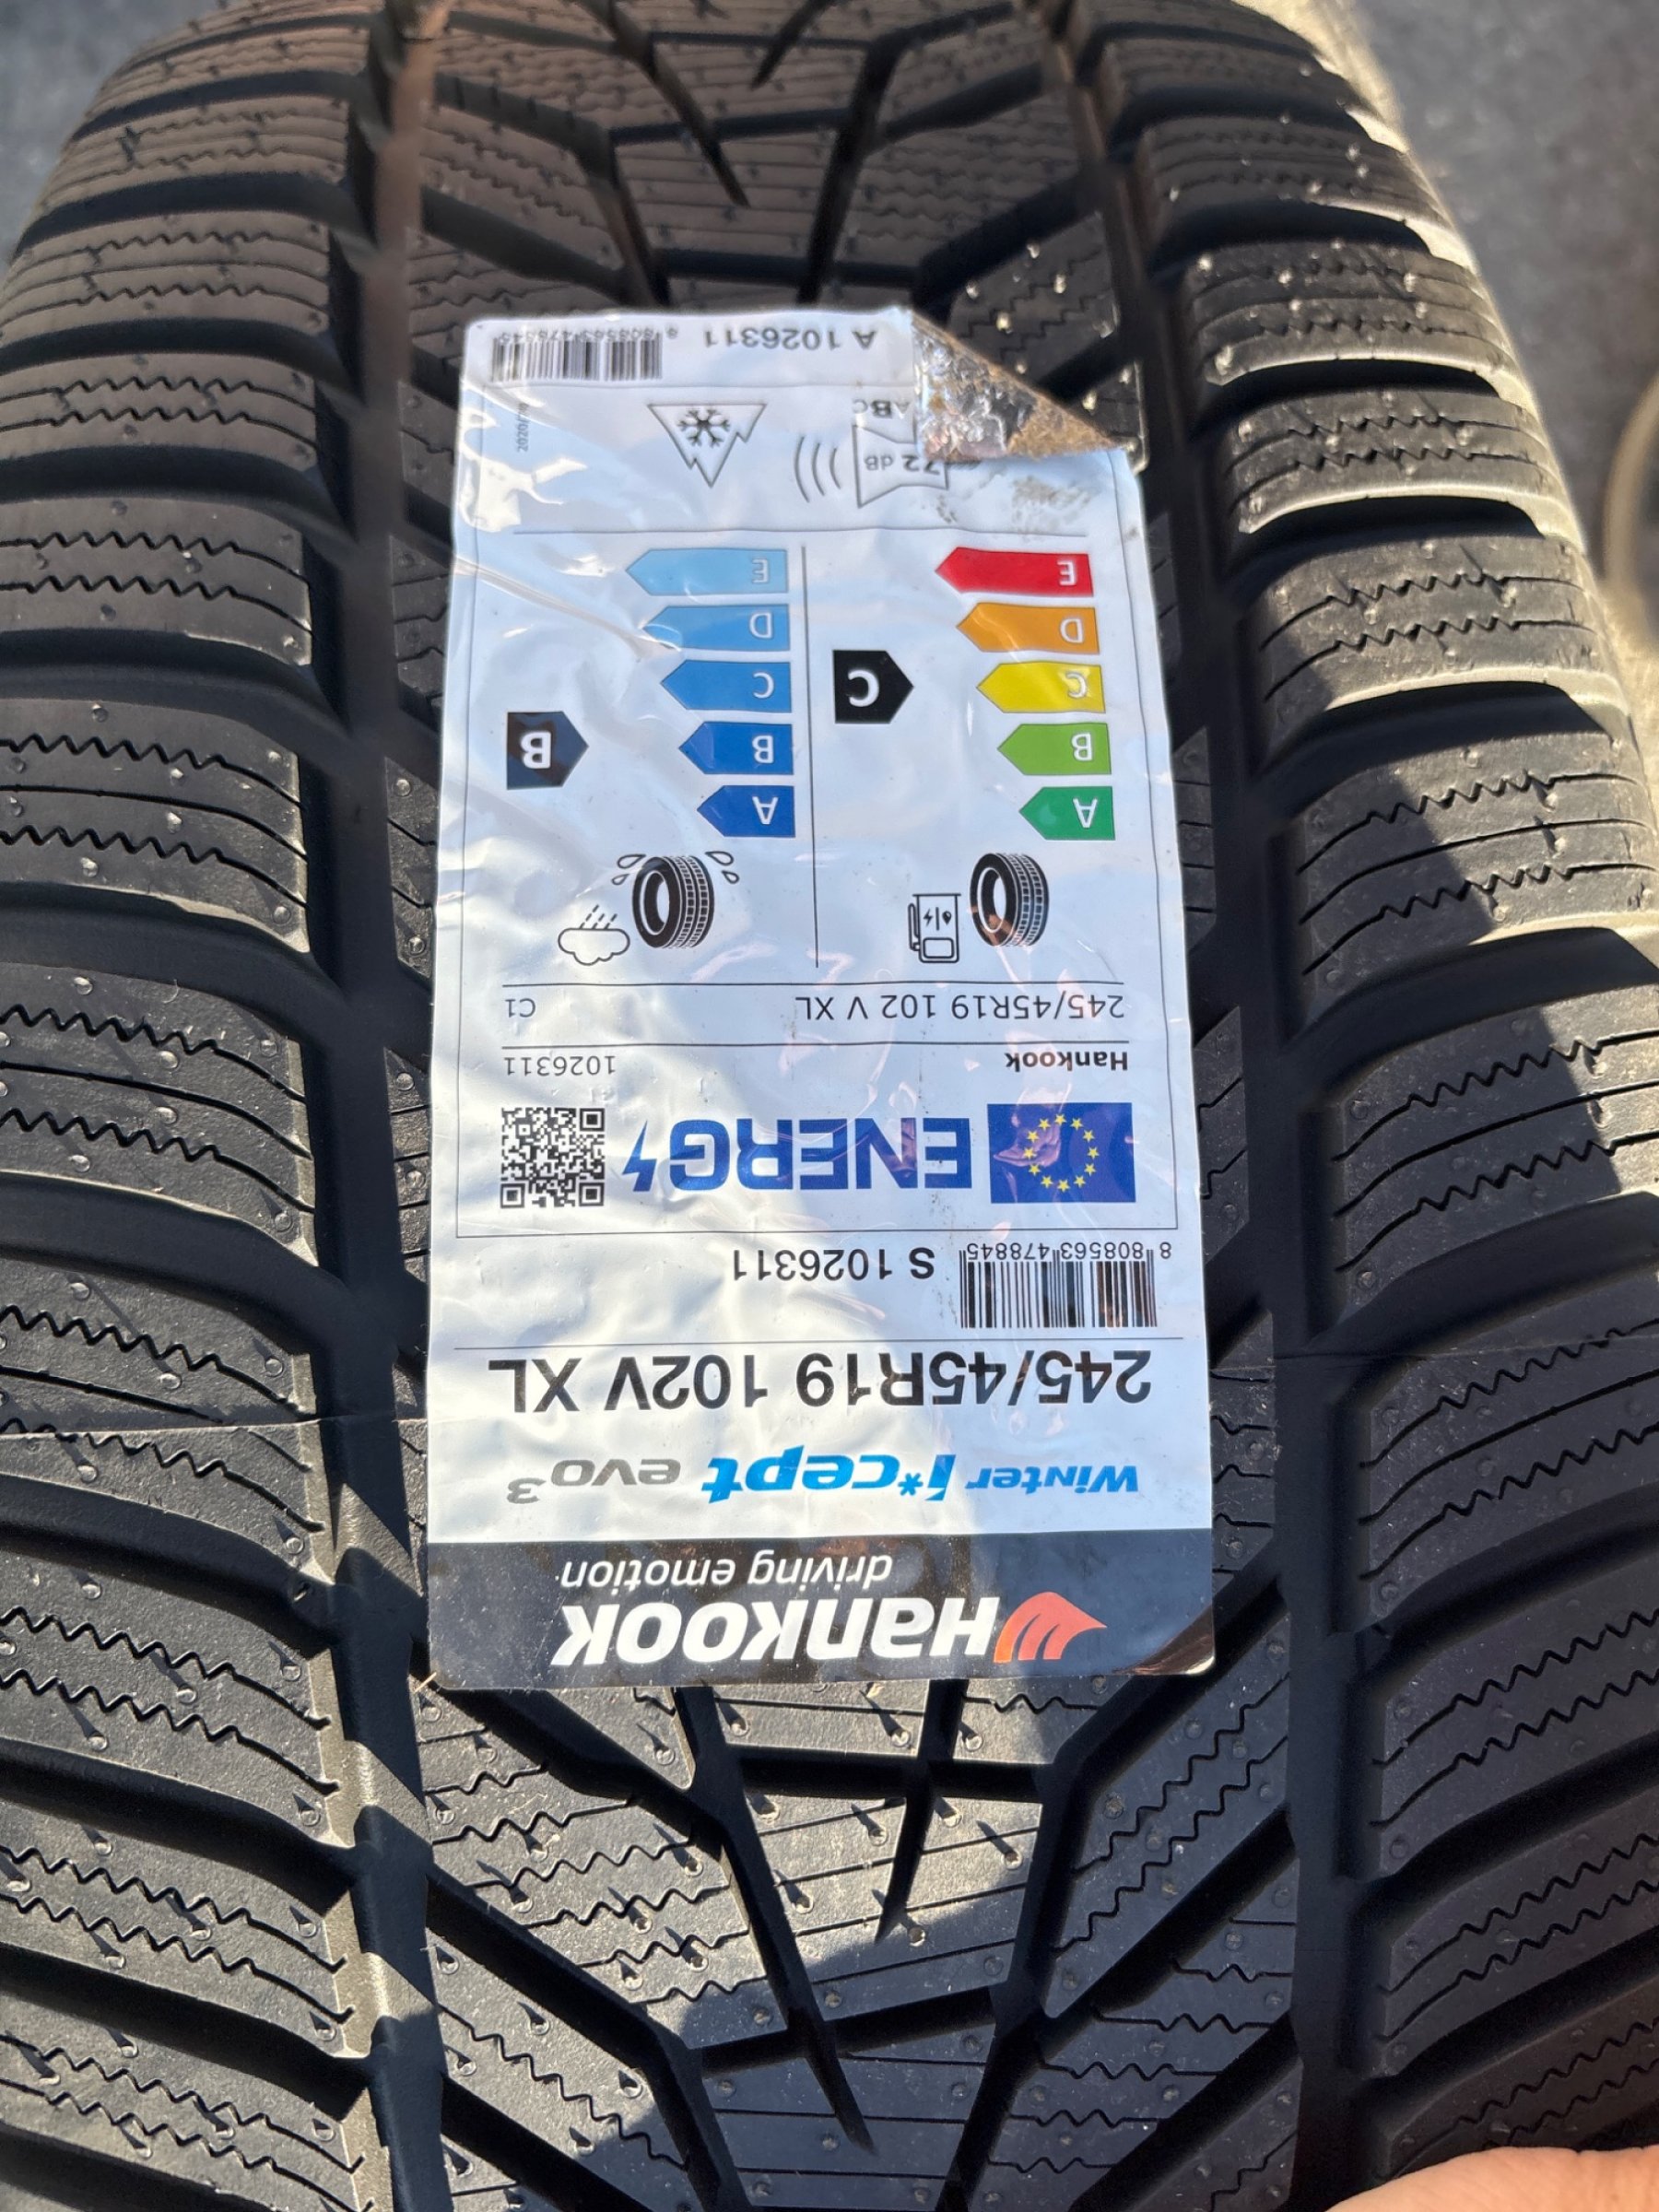 HANKOOK
driving emotion
Winter i*cept evo³
245/45R19 102V XL
8 808563 478845
S 1026311
ENERG
Hankook
1026311
245/45R19 102 V XL
C1
A
B
C
D
E
C
A
B
C
D
E
B
72 dB
ABC
A 1026311